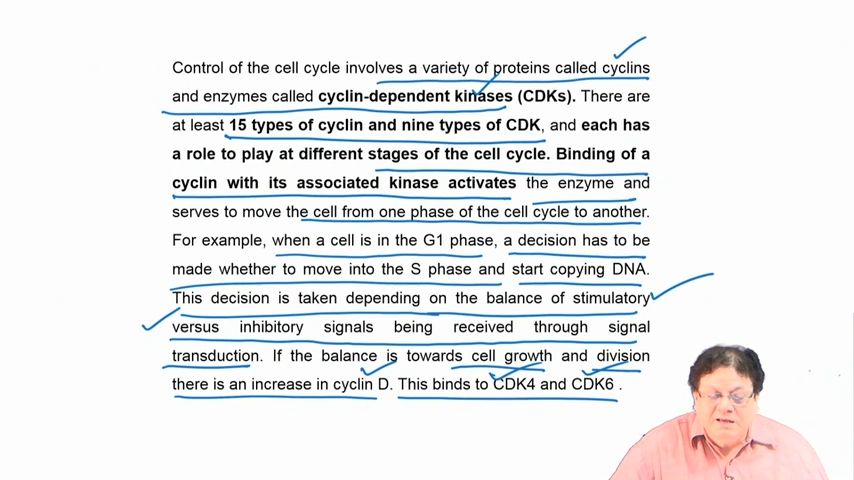 Control of the cell cycle involves a variety of proteins called cyclins
and enzymes called cyclin-dependent kinases (CDKs). There are
at least 15 types of cyclin and nine types of CDK, and each has
a role to play at different stages of the cell cycle. Binding of a
cyclin with its associated kinase activates the enzyme and
serves to move the cell from one phase of the cell cycle to another.
For example, when a cell is in the G1 phase, a decision has to be
made whether to move into the S phase and start copying DNA.
This decision is taken depending on the balance of stimulatory
versus inhibitory signals being received through signal
transduction. If the balance is towards cell growth and division
there is an increase in cyclin D. This binds to CDK4 and CDK6 .